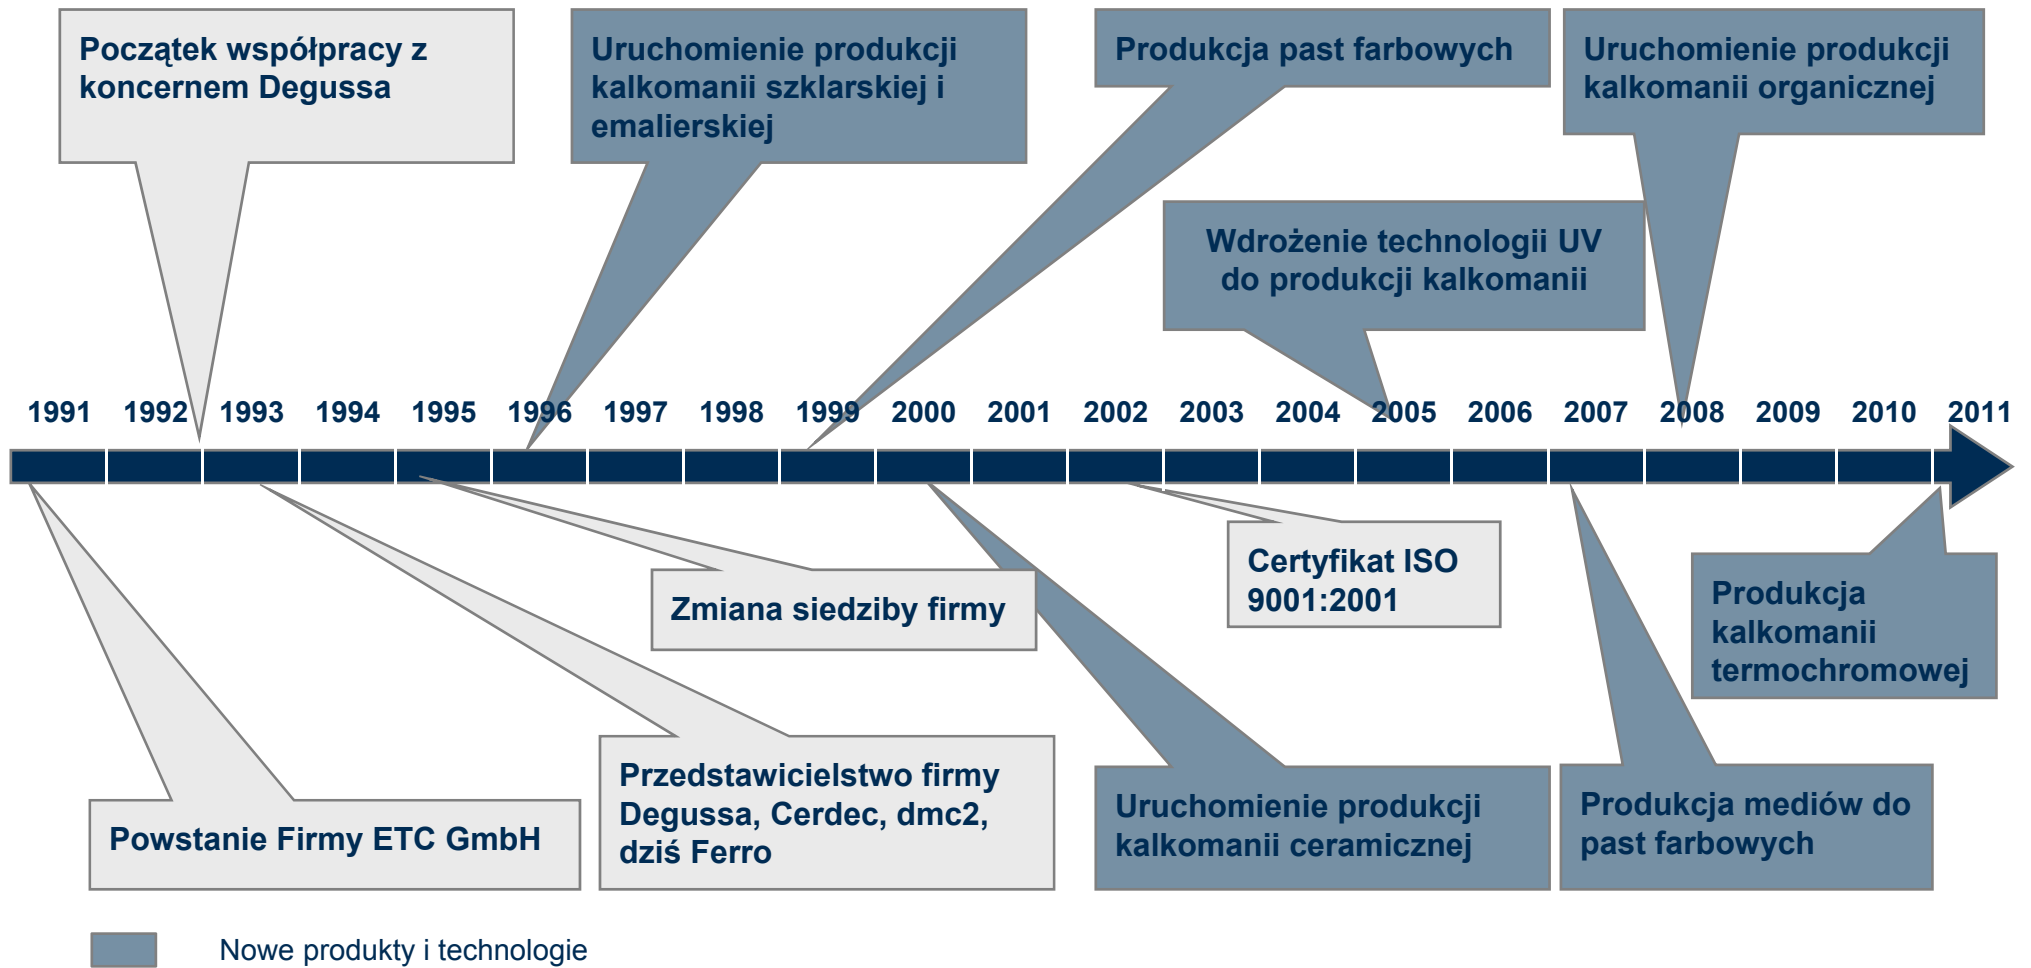 Początek współpracy z
koncernem Degussa
Uruchomienie produkcji
kalkomanii szklarskiej i
emalierskiej
Produkcja past farbowych
Uruchomienie produkcji
kalkomanii organicznej
Wdrożenie technologii UV
do produkcji kalkomanii
1991 1992 1993 1994 1995 1996 1997 1998 1999 2000 2001 2002 2003 2004 2005 2006 2007 2008 2009 2010 2011
Zmiana siedziby firmy
Certyfikat ISO
9001:2001
Produkcja
kalkomanii
termochromowej
Powstanie Firmy ETC GmbH
Przedstawicielstwo firmy
Degussa, Cerdec, dmc2,
dziś Ferro
Uruchomienie produkcji
kalkomanii ceramicznej
Produkcja mediów do
past farbowych
Nowe produkty i technologie